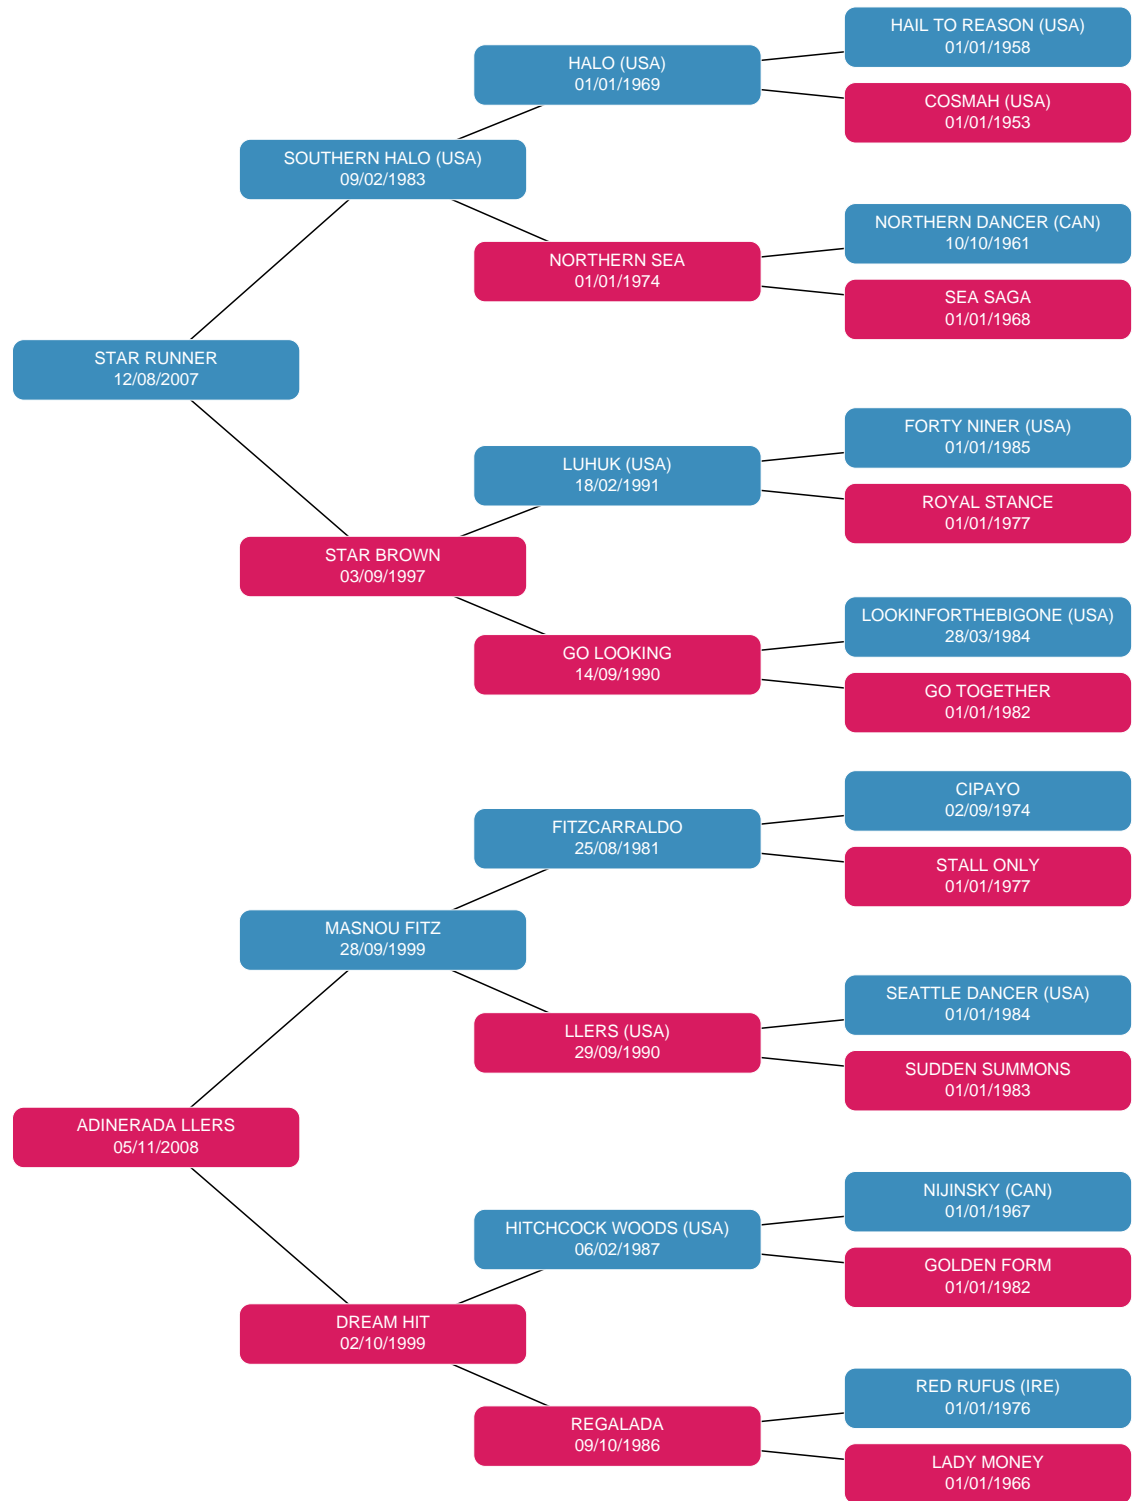 HAIL TO REASON (USA)
01/01/1958
HALO (USA)
01/01/1969
COSMAH (USA)
01/01/1953
SOUTHERN HALO (USA)
09/02/1983
NORTHERN DANCER (CAN)
10/10/1961
NORTHERN SEA
01/01/1974
SEA SAGA
01/01/1968
STAR RUNNER
12/08/2007
FORTY NINER (USA)
01/01/1985
LUHUK (USA)
18/02/1991
ROYAL STANCE
01/01/1977
STAR BROWN
03/09/1997
LOOKINFORTHEBIGONE (USA)
28/03/1984
GO LOOKING
14/09/1990
GO TOGETHER
01/01/1982
CIPAYO
02/09/1974
FITZCARRALDO
25/08/1981
STALL ONLY
01/01/1977
MASNOU FITZ
28/09/1999
SEATTLE DANCER (USA)
01/01/1984
LLERS (USA)
29/09/1990
SUDDEN SUMMONS
01/01/1983
ADINERADA LLERS
05/11/2008
NIJINSKY (CAN)
01/01/1967
HITCHCOCK WOODS (USA)
06/02/1987
GOLDEN FORM
01/01/1982
DREAM HIT
02/10/1999
RED RUFUS (IRE)
01/01/1976
REGALADA
09/10/1986
LADY MONEY
01/01/1966